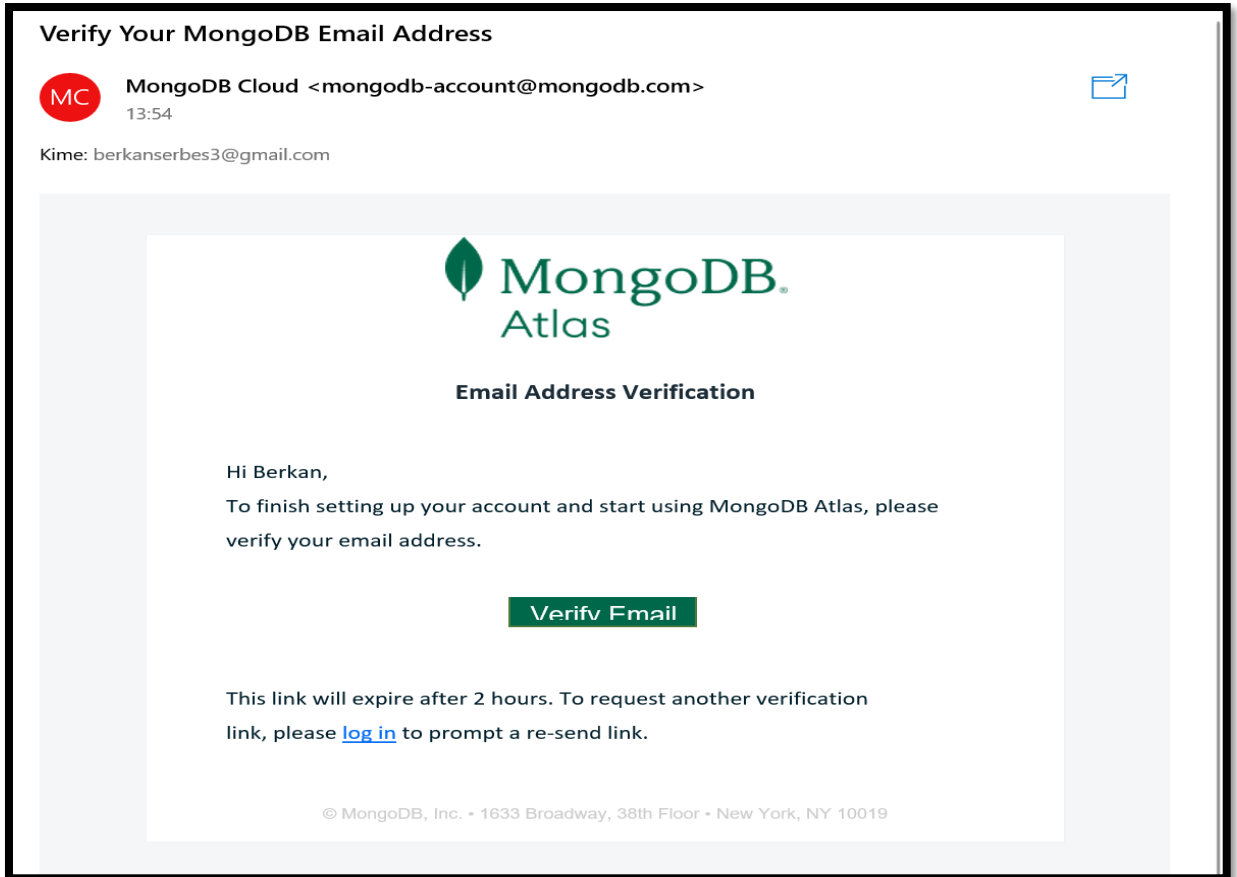 Verify Your MongoDB Email Address
MC
MongoDB Cloud <mongodb-account@mongodb.com>
13:54
Kime: berkanserbes3@gmail.com
MongoDB®
Atlas
Email Address Verification
Hi Berkan,
To finish setting up your account and start using MongoDB Atlas, please
verify your email address.
Verify Email
This link will expire after 2 hours. To request another verification
link, please log in to prompt a re-send link.
© MongoDB, Inc. • 1633 Broadway, 38th Floor • New York, NY 10019